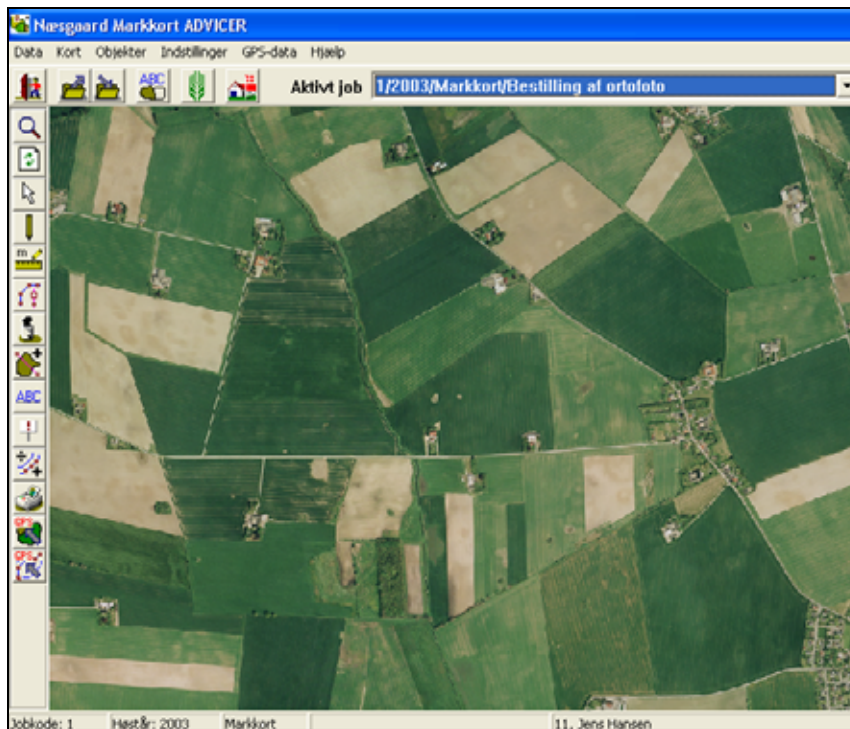 Næsgaard Markkort ADVICER
Data Kort Objekter Indstillinger GPS-data Hjælp
ABC Aktivt job 1/2003/Markkort/Bestilling af ortofoto
m
ABC
GPS
GPS
Jobkode: 1 Høstår: 2003 Markkort 11, Jens Hansen